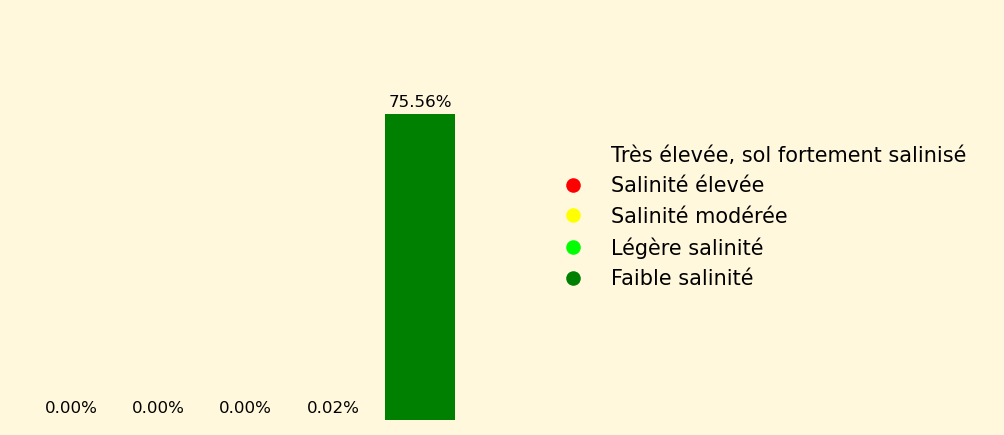 75.56%
Très élevée, sol fortement salinisé
Salinité élevée
Salinité modérée
Légère salinité
Faible salinité
0.00% 0.00% 0.00% 0.02%